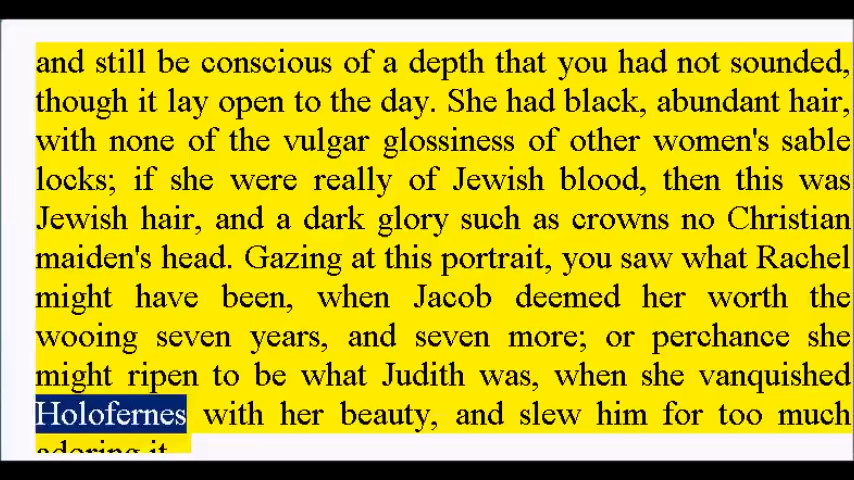 and still be conscious of a depth that you had not sounded,
though it lay open to the day. She had black, abundant hair,
with none of the vulgar glossiness of other women's sable
locks; if she were really of Jewish blood, then this was
Jewish hair, and a dark glory such as crowns no Christian
maiden's head. Gazing at this portrait, you saw what Rachel
might have been, when Jacob deemed her worth the
wooing seven years, and seven more; or perchance she
might ripen to be what Judith was, when she vanquished
Holofernes with her beauty, and slew him for too much
adoring it.